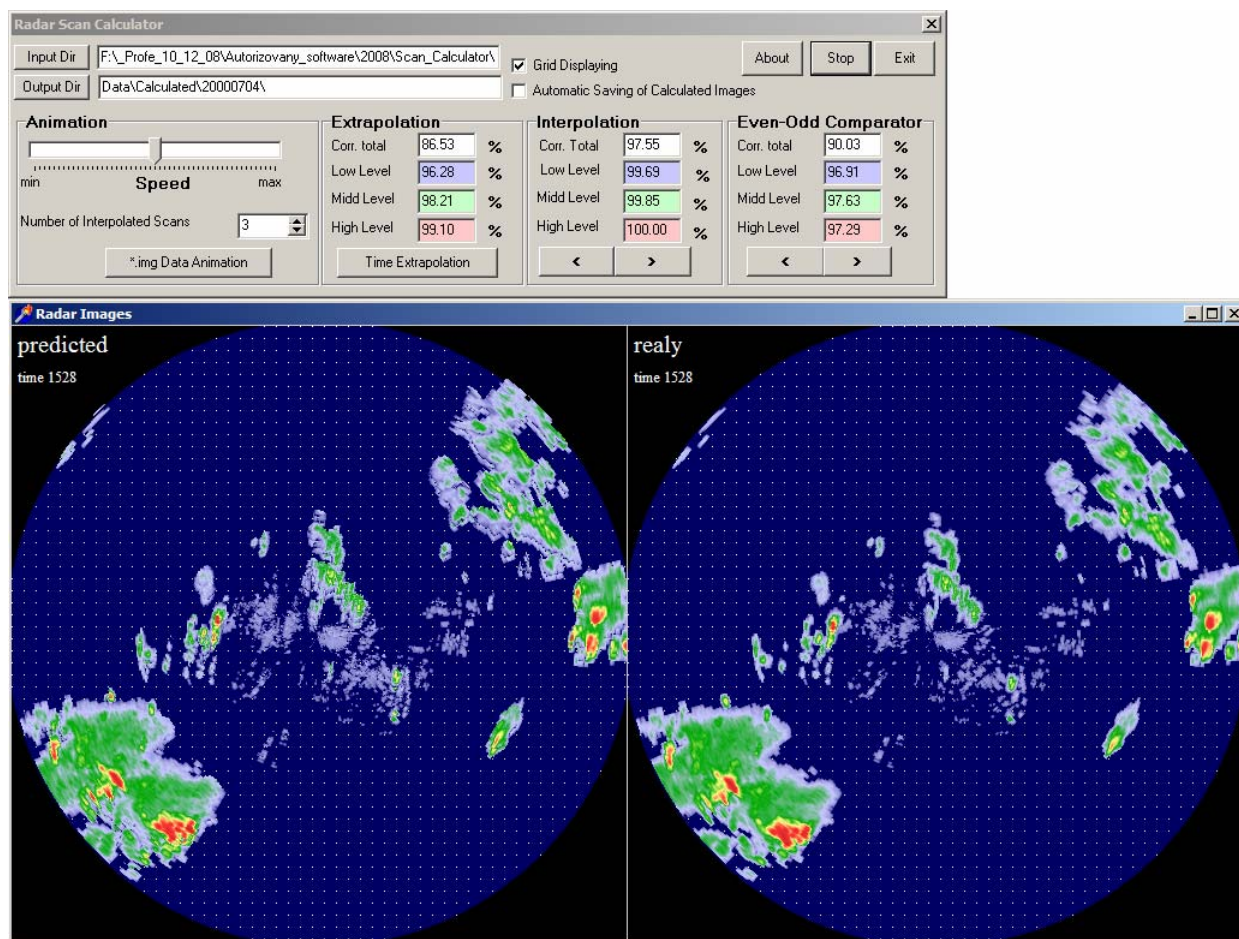 Radar Scan Calculator
Input Dir F:\_Profe_10_12_08\Autorizovany_software\2008\Scan_Calculator\
Output Dir Data\Calculated\20000704\
Grid Displaying
Automatic Saving of Calculated Images
About Stop Exit
Animation
min Speed max
Number of Interpolated Scans 3
*.img Data Animation
Extrapolation
Corr. total 86.53 %
Low Level 96.28 %
Midd Level 98.21 %
High Level 99.10 %
Time Extrapolation
Interpolation
Corr. Total 97.55 %
Low Level 99.69 %
Midd Level 99.85 %
High Level 100.00 %
< >
Even-Odd Comparator
Corr. total 90.03 %
Low Level 96.91 %
Midd Level 97.63 %
High Level 97.29 %
< >
Radar Images
predicted
time 1528
realy
time 1528